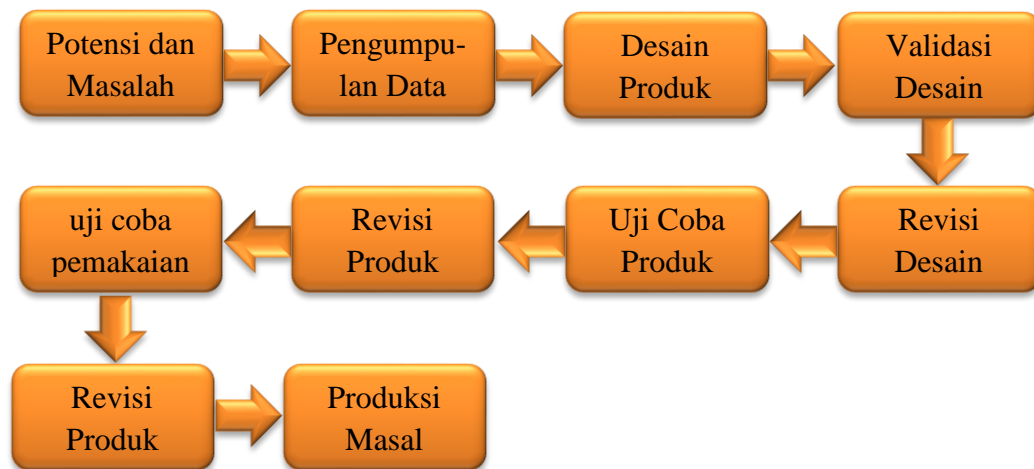 Potensi dan
Masalah
Pengumpu-
lan Data
Desain
Produk
Validasi
Desain
Revisi
Desain
Uji Coba
Produk
Revisi
Produk
uji coba
pemakaian
Revisi
Produk
Produksi
Masal